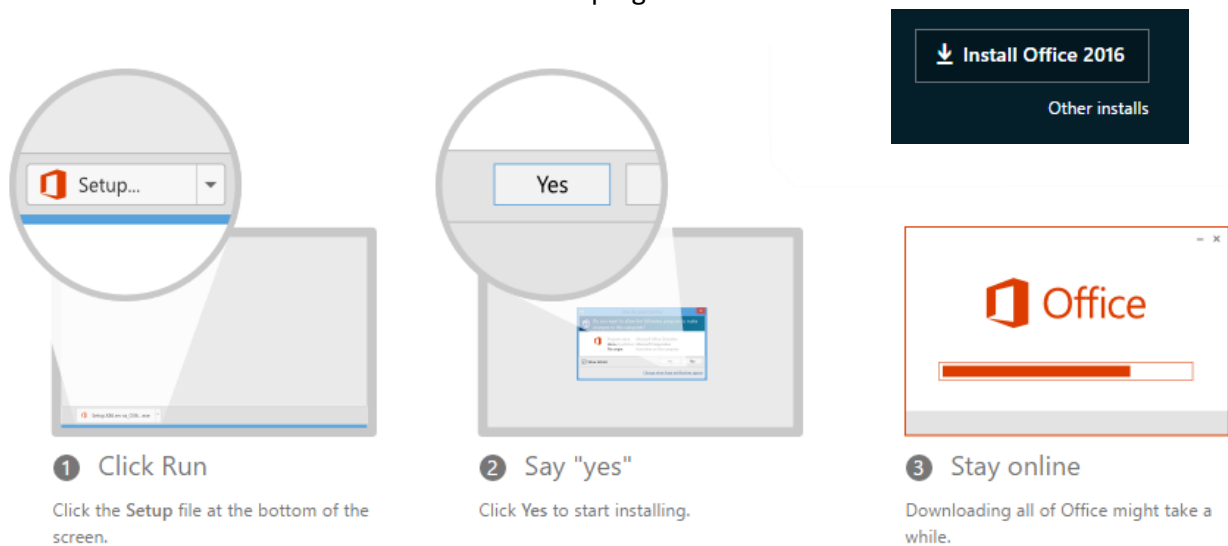 Install Office 2016
Other installs
Setup...
Yes
Office
1 Click Run
Click the Setup file at the bottom of the
screen.
2 Say "yes"
Click Yes to start installing.
3 Stay online
Downloading all of Office might take a
while.